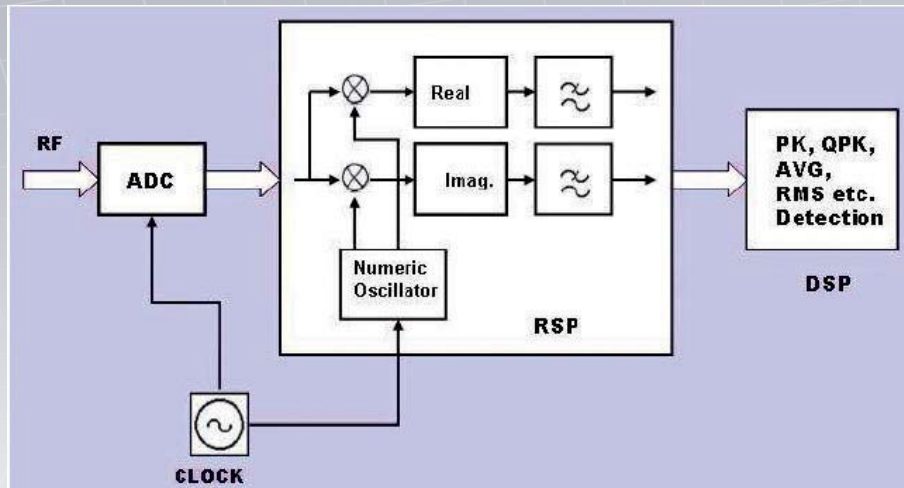 RF
ADC
Real
Imag.
Numeric
Oscillator
RSP
PK, QPK,
AVG,
RMS etc.
Detection
DSP
CLOCK